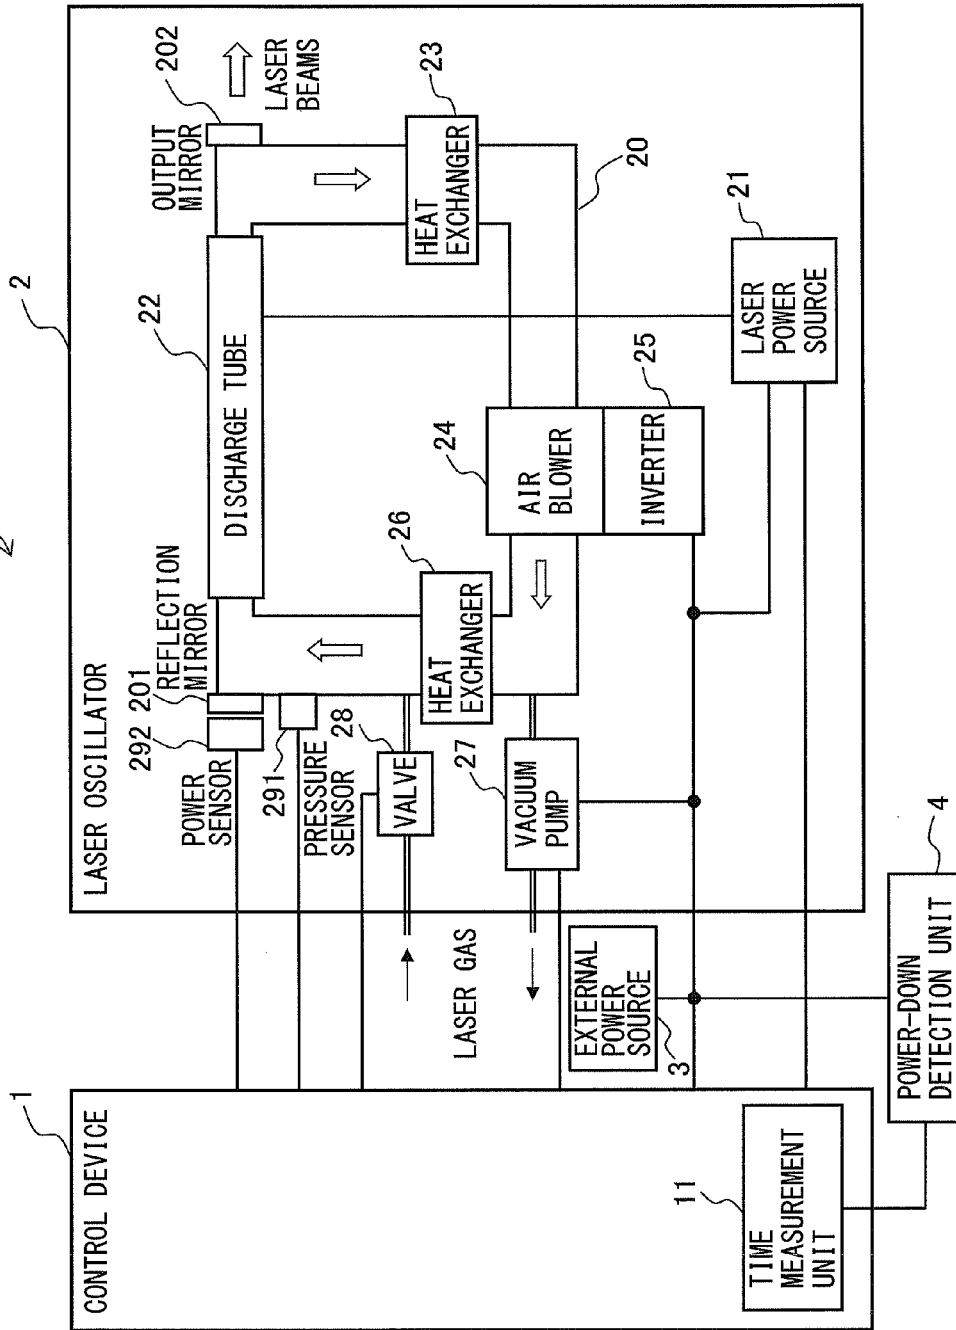 1
CONTROL DEVICE
11
TIME
MEASUREMENT
UNIT
4
POWER-DOWN
DETECTION UNIT
EXTERNAL
POWER
SOURCE
3
LASER GAS
2
LASER OSCILLATOR
292
201
REFLECTION
MIRROR
POWER
SENSOR
291
PRESSURE
SENSOR
28
VALVE
27
VACUUM
PUMP
26
HEAT
EXCHANGER
22
DISCHARGE TUBE
24
AIR
BLOWER
25
INVERTER
OUTPUT
MIRROR
202
LASER
BEAMS
23
HEAT
EXCHANGER
20
21
LASER
POWER
SOURCE